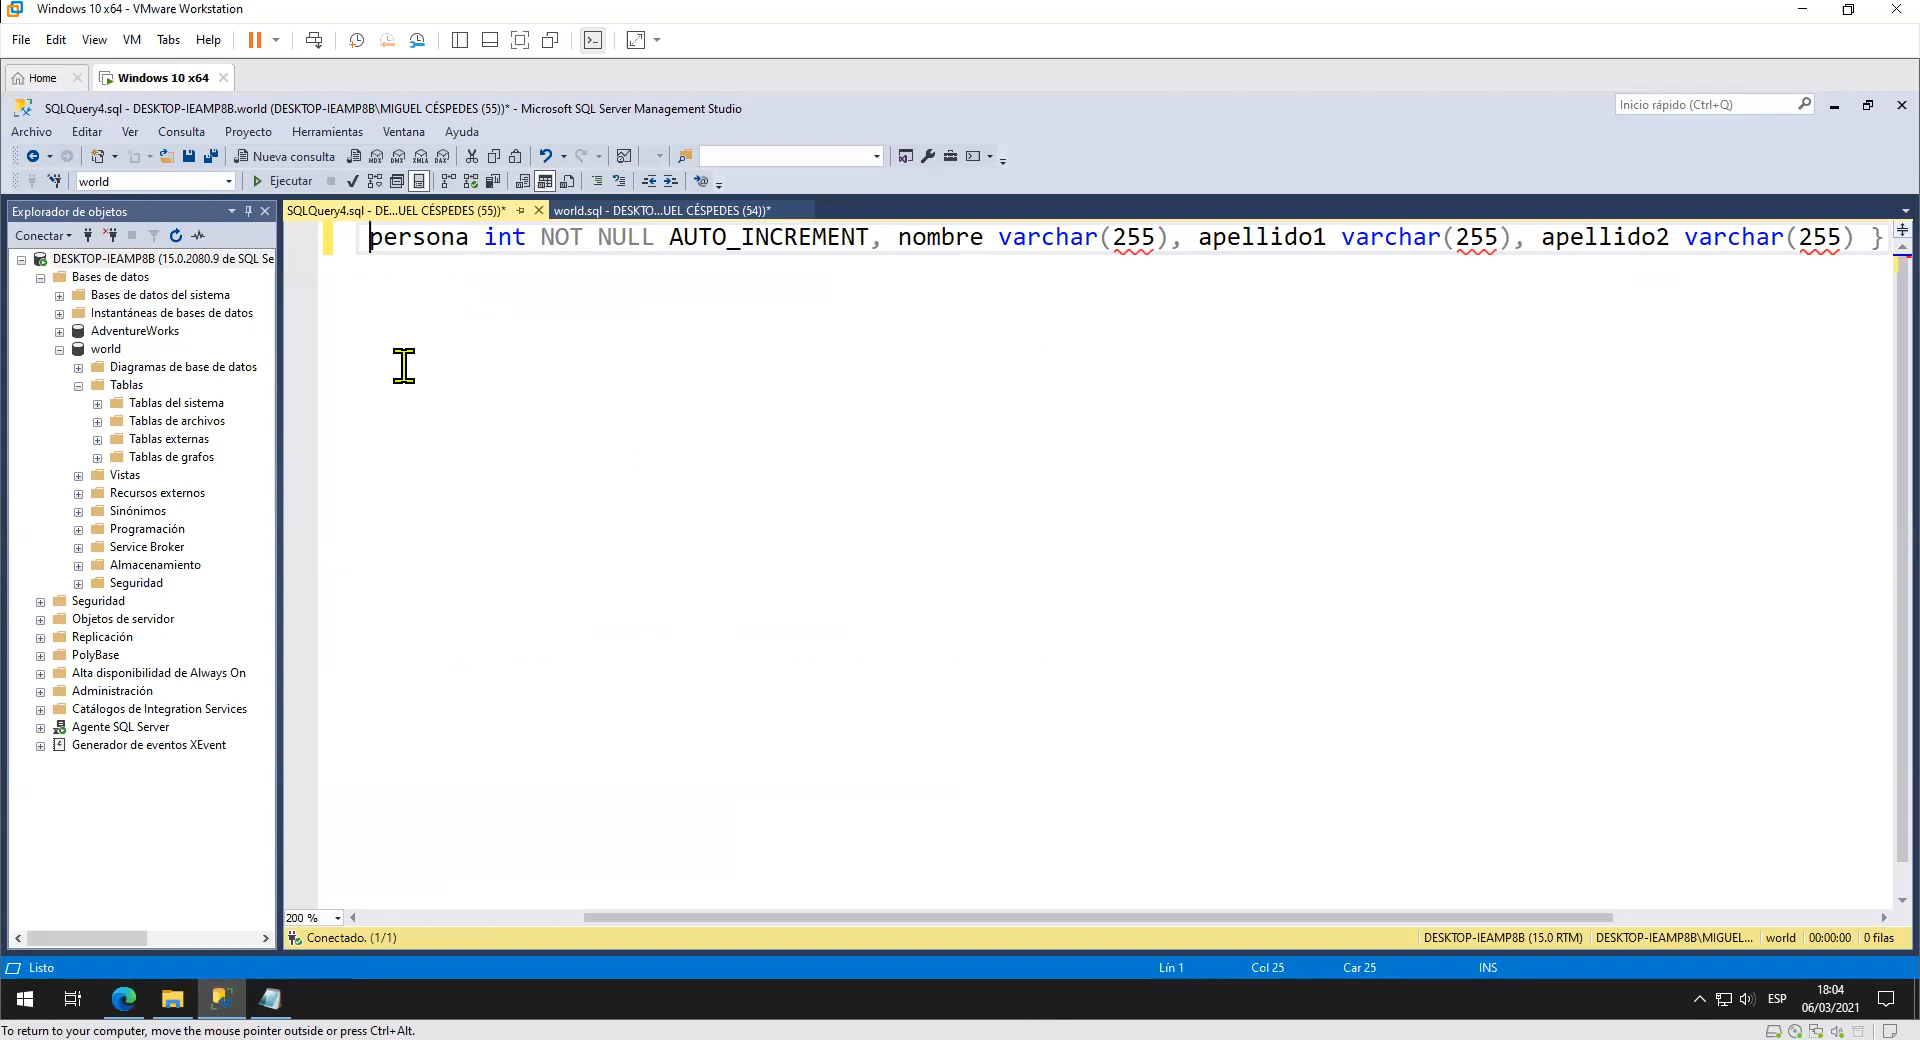 Windows 10 x64 - VMware Workstation
File Edit View VM Tabs Help
Home Windows 10 x64
SQLQuery4.sql - DESKTOP-IEAMP8B.world (DESKTOP-IEAMP8B\MIGUEL CÉSPEDES (55))* - Microsoft SQL Server Management Studio
Inicio rápido (Ctrl+Q)
Archivo Editar Ver Consulta Proyecto Herramientas Ventana Ayuda
Nueva consulta
world Ejecutar
Explorador de objetos
SQLQuery4.sql - DE...UEL CÉSPEDES (55))* world.sql - DESKTO...UEL CÉSPEDES (54))*
Conectar
persona int NOT NULL AUTO_INCREMENT, nombre varchar(255), apellido1 varchar(255), apellido2 varchar(255) }
DESKTOP-IEAMP8B (15.0.2080.9 de SQL Se
Bases de datos
Bases de datos del sistema
Instantáneas de bases de datos
AdventureWorks
world
Diagramas de base de datos
Tablas
Tablas del sistema
Tablas de archivos
Tablas externas
Tablas de grafos
Vistas
Recursos externos
Sinónimos
Programación
Service Broker
Almacenamiento
Seguridad
Seguridad
Objetos de servidor
Replicación
PolyBase
Alta disponibilidad de Always On
Administración
Catálogos de Integration Services
Agente SQL Server
Generador de eventos XEvent
200 %
Conectado. (1/1) DESKTOP-IEAMP8B (15.0 RTM) DESKTOP-IEAMP8B\MIGUEL... world 00:00:00 0 filas
Listo Lín 1 Col 25 Car 25 INS
ESP
18:04
06/03/2021
To return to your computer, move the mouse pointer outside or press Ctrl+Alt.